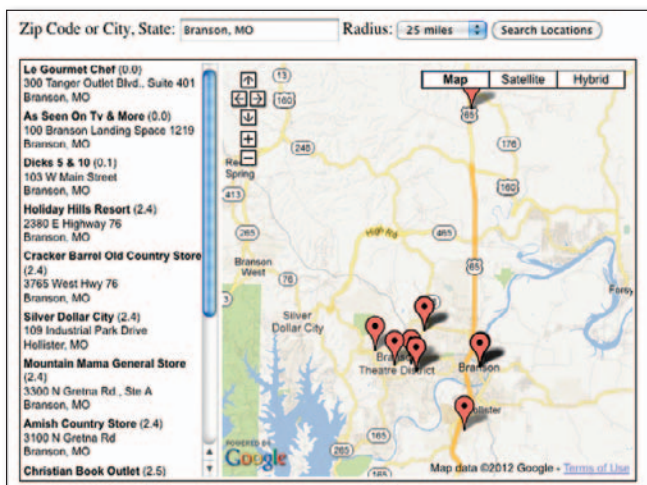 Zip Code or City, State: Branson, MO Radius: 25 miles Search Locations
Le Gourmet Chef (0.0)
300 Tanger Outlet Blvd., Suite 401
Branson, MO
As Seen On Tv & More (0.0)
100 Branson Landing Space 1219
Branson, MO
Dicks 5 & 10 (0.1)
103 W Main Street
Branson, MO
Holiday Hills Resort (2.4)
2380 E Highway 76
Branson, MO
Cracker Barrel Old Country Store
(2.4)
3765 West Hwy 76
Branson, MO
Silver Dollar City (2.4)
109 Industrial Park Drive
Hollister, MO
Mountain Mama General Store
(2.4)
3300 N Gretna Rd., Ste A
Branson, MO
Amish Country Store (2.4)
3100 N Gretna Rd
Branson, MO
Christian Book Outlet (2.5)
Map Satellite Hybrid
13
160
65
248
176
Spring
160
413
265
High Rd
465
Branson
West
76
65
Silver
Dollar City
Theatre District
Branson
165
265
165
POWERED BY
Google
Map data ©2012 Google - Terms of Use